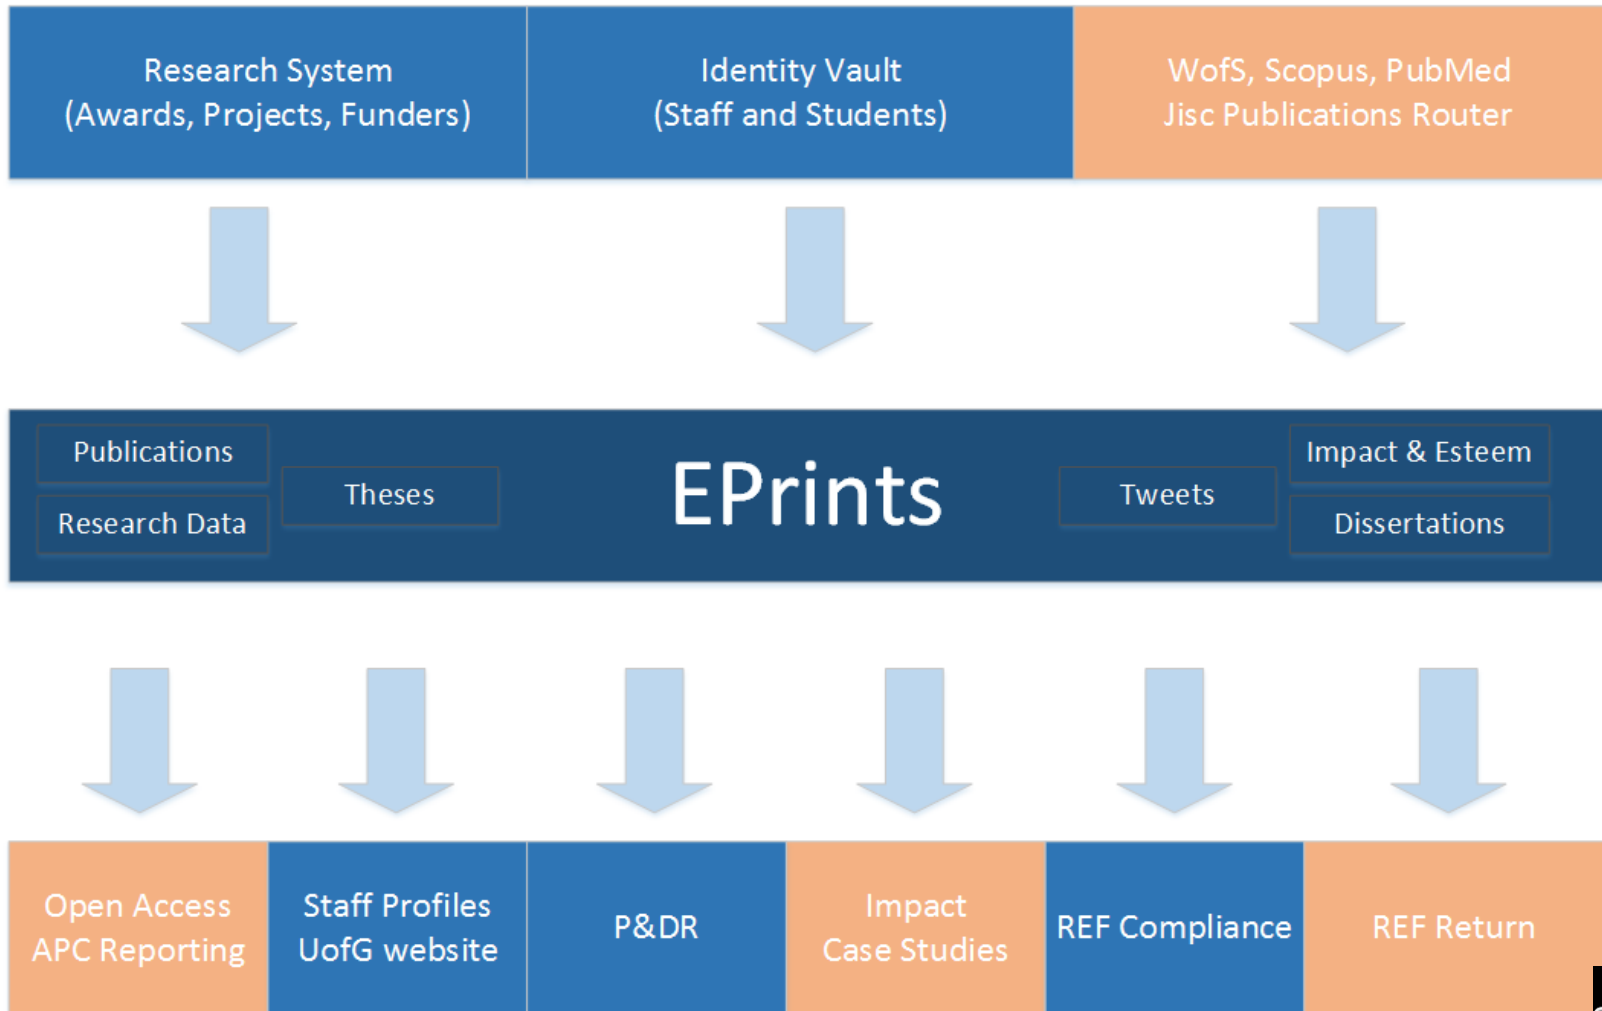 Research System
(Awards, Projects, Funders)
Identity Vault
(Staff and Students)
WofS, Scopus, PubMed
Jisc Publications Router
Publications
Research Data
Theses
EPrints
Tweets
Impact & Esteem
Dissertations
Open Access
APC Reporting
Staff Profiles
UofG website
P&DR
Impact
Case Studies
REF Compliance
REF Return